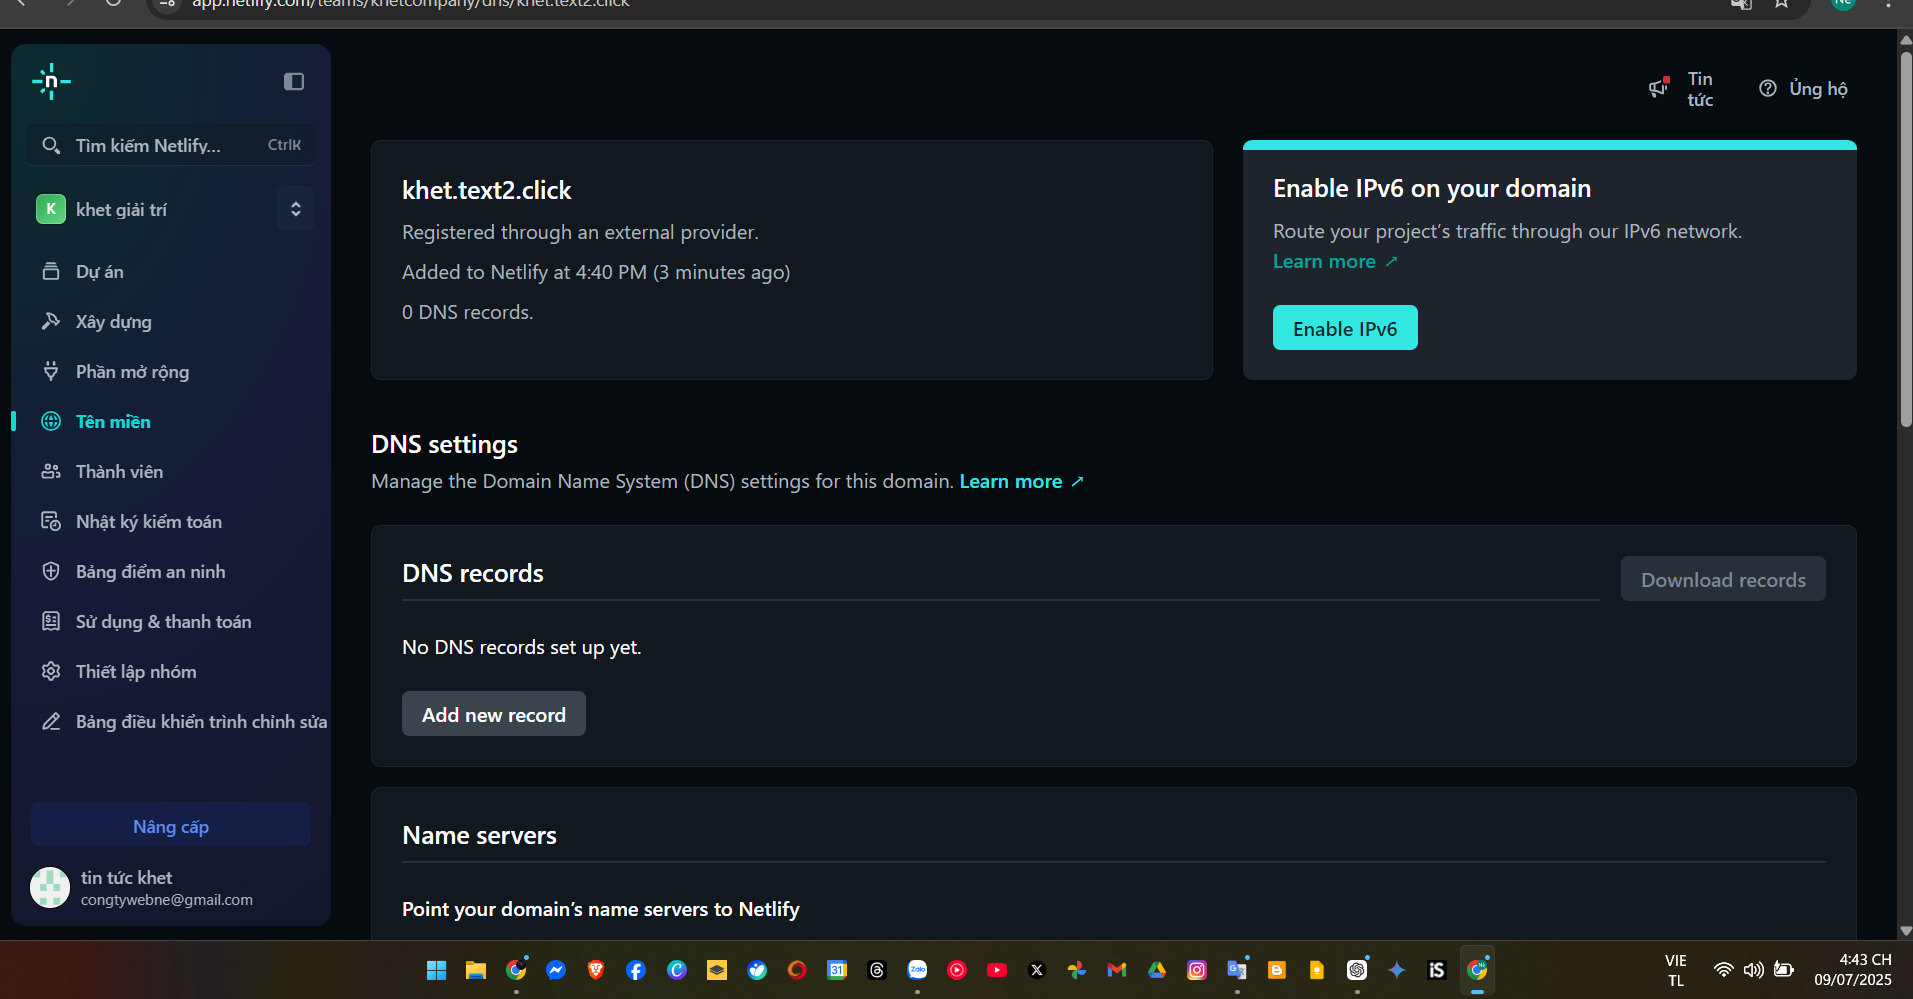 app.netlify.com/teams/khetcompany/dns/khet.text2.click
Tìm kiếm Netlify...
CtrlK
K
khet giải trí
Dự án
Xây dựng
Phần mở rộng
Tên miền
Thành viên
Nhật ký kiểm toán
Bảng điểm an ninh
Sử dụng & thanh toán
Thiết lập nhóm
Bảng điều khiển trình chỉnh sửa
Nâng cấp
tin tức khet
congtywebne@gmail.com
Tin
tức
Ủng hộ
khet.text2.click
Registered through an external provider.
Added to Netlify at 4:40 PM (3 minutes ago)
0 DNS records.
Enable IPv6 on your domain
Route your project’s traffic through our IPv6 network.
Learn more ↗
Enable IPv6
DNS settings
Manage the Domain Name System (DNS) settings for this domain. Learn more ↗
DNS records
Download records
No DNS records set up yet.
Add new record
Name servers
Point your domain’s name servers to Netlify
31
Zalo
iS
VIE
TL
4:43 CH
09/07/2025